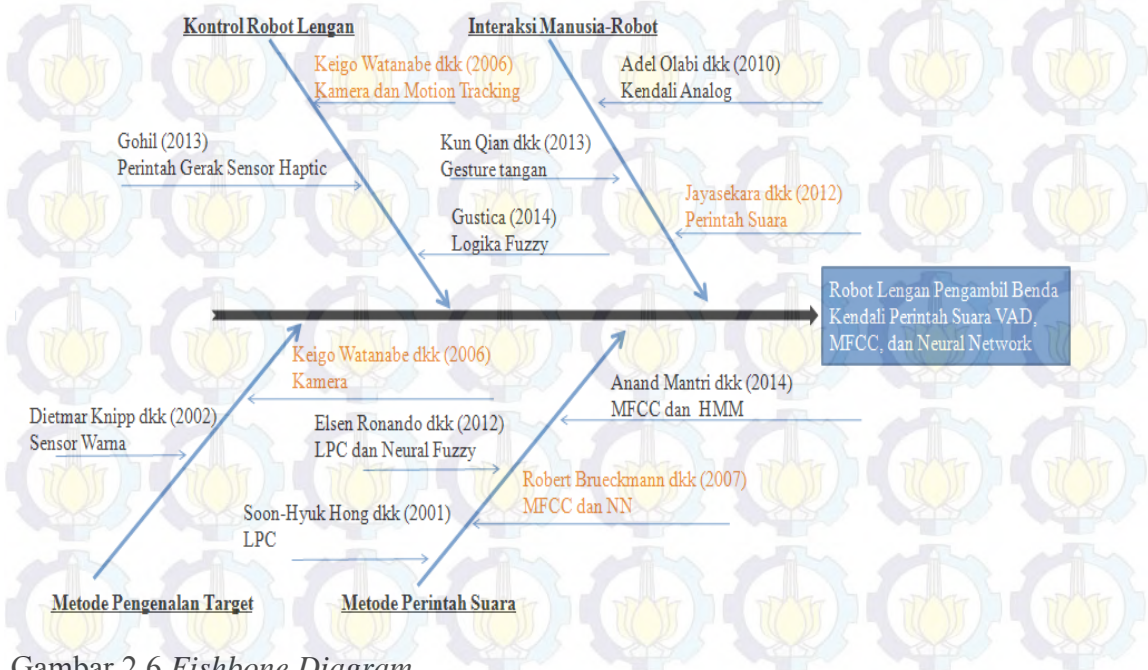 Kontrol Robot Lengan
Interaksi Manusia-Robot
Keigo Watanabe dkk (2006)
Kamera dan Motion Tracking
Adel Olabi dkk (2010)
Kendali Analog
Gohil (2013)
Perintah Gerak Sensor Haptic
Kun Qian dkk (2013)
Gesture tangan
Jayasekara dkk (2012)
Perintah Suara
Gustica (2014)
Logika Fuzzy
Robot Lengan Pengambil Benda
Kendali Perintah Suara VAD,
MFCC, dan Neural Network
Keigo Watanabe dkk (2006)
Kamera
Anand Mantri dkk (2014)
MFCC dan HMM
Dietmar Knipp dkk (2002)
Sensor Warna
Elsen Ronando dkk (2012)
LPC dan Neural Fuzzy
Robert Brueckmann dkk (2007)
MFCC dan NN
Soon-Hyuk Hong dkk (2001)
LPC
Metode Pengenalan Target
Metode Perintah Suara
Gambar 2.6 Fishbone Diagram